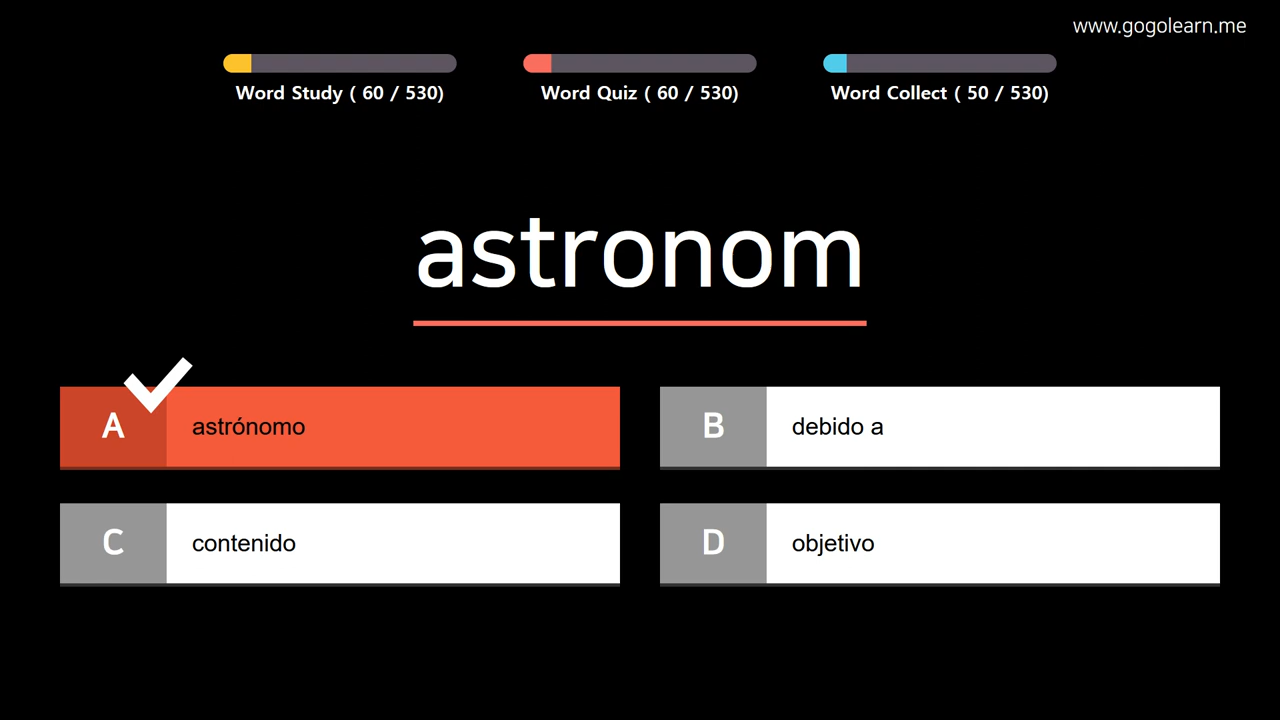 www.gogolearn.me
Word Study ( 60 / 530)
Word Quiz ( 60 / 530)
Word Collect ( 50 / 530)
astronom
A astrónomo
B debido a
C contenido
D objetivo